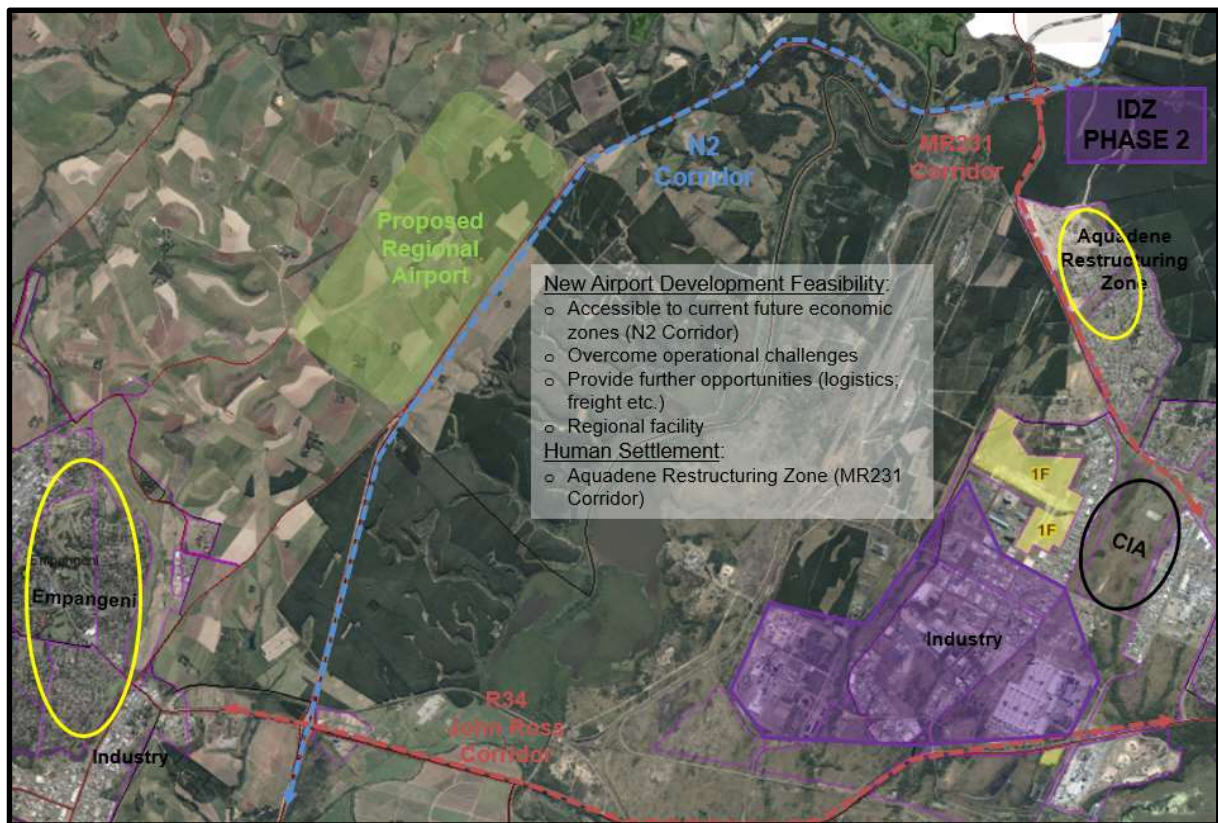 IDZ
PHASE 2
N2
Corridor
MR231
Corridor
Proposed
Regional
Airport
Aquadene
Restructuring
Zone
New Airport Development Feasibility:
o Accessible to current future economic
zones (N2 Corridor)
o Overcome operational challenges
o Provide further opportunities (logistics;
freight etc.)
o Regional facility
Human Settlement:
o Aquadene Restructuring Zone (MR231
Corridor)
1F
1F
CIA
Empangeni
Empangeni
Industry
R34
John Ross
Corridor
Industry